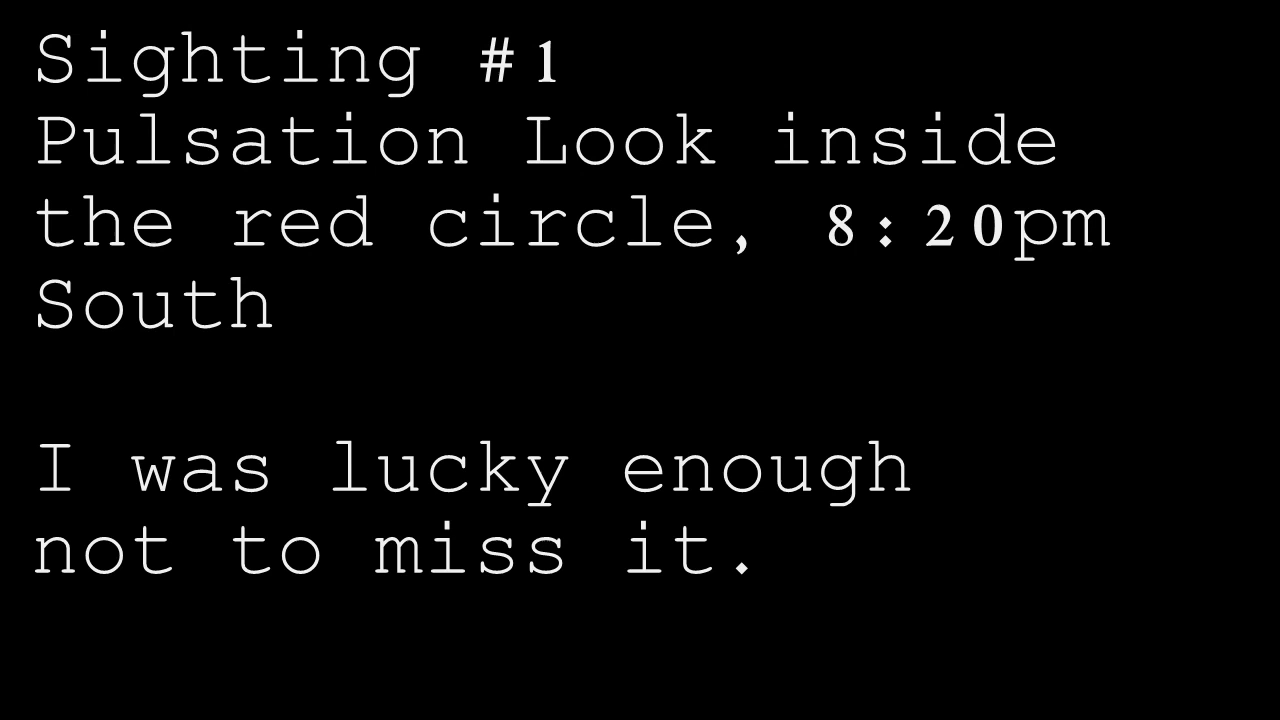 Sighting #1
Pulsation Look inside
the red circle, 8:20pm
South
I was lucky enough
not to miss it.